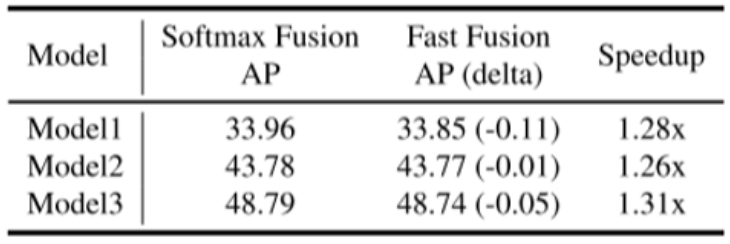 Model Softmax Fusion AP Fast Fusion AP (delta) Speedup
Model1 33.96 33.85 (-0.11) 1.28x
Model2 43.78 43.77 (-0.01) 1.26x
Model3 48.79 48.74 (-0.05) 1.31x